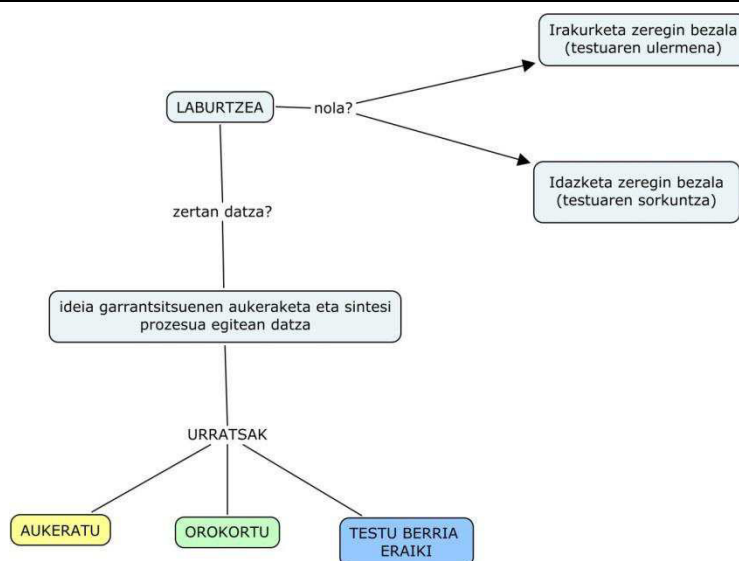 Irakurketa zeregin bezala
(testuaren ulermena)
LABURTZEA
nola?
Idazketa zeregin bezala
(testuaren sorkuntza)
zertan datza?
ideia garrantsitsuenen aukeraketa eta sintesi
prozesua egitean datza
URRATSAK
AUKERATU
OROKORTU
TESTU BERRIA
ERAIKI